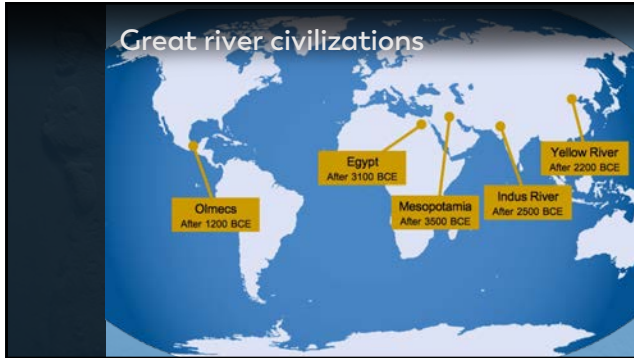 Great river civilizations
Egypt
After 3100 BCE
Yellow River
After 2200 BCE
Olmecs
After 1200 BCE
Mesopotamia
After 3500 BCE
Indus River
After 2500 BCE